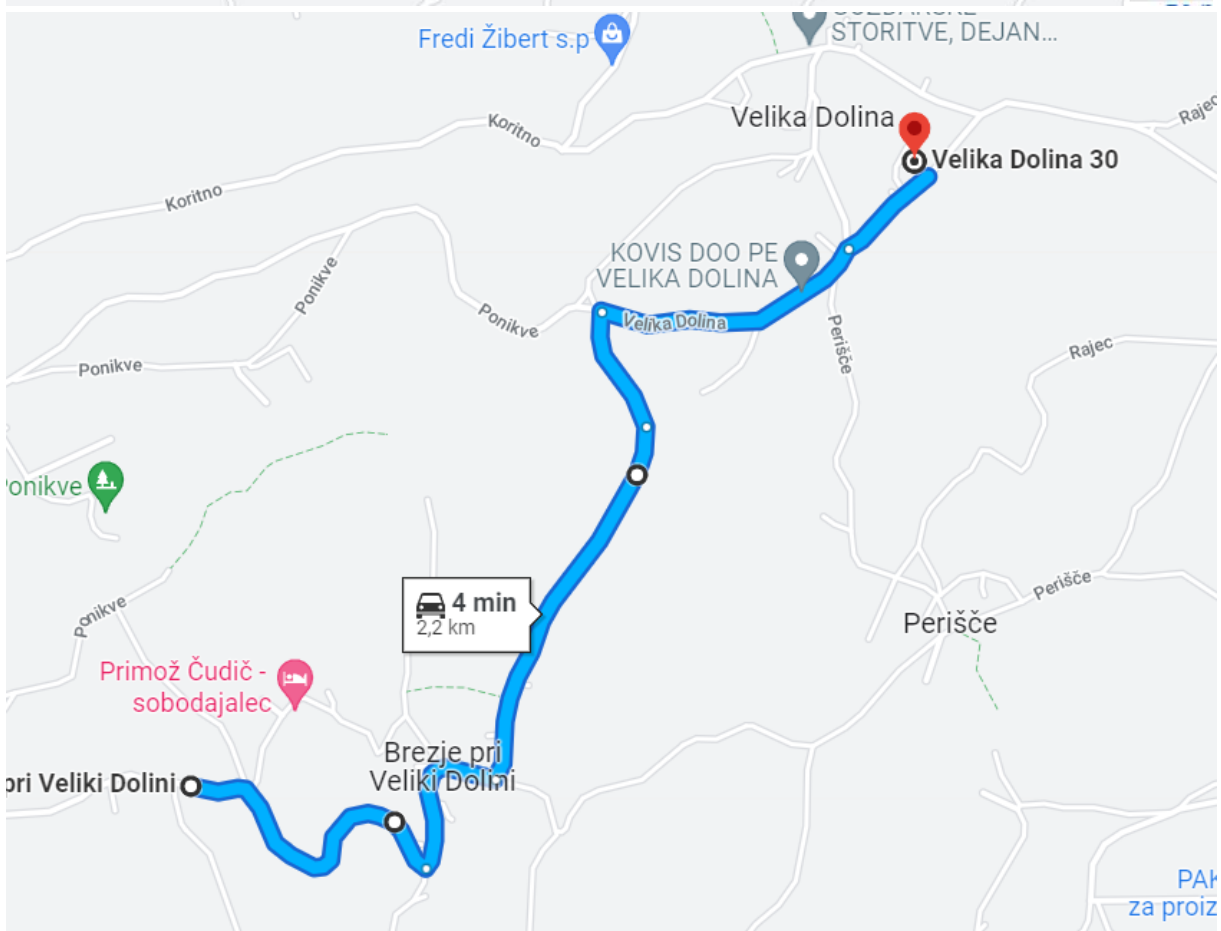 Fredi Žibert s.p
STORITVE, DEJAN...
Koritno
Rajec
Velika Dolina
Velika Dolina 30
Koritno
KOVIS DOO PE
VELIKA DOLINA
Ponikve
Ponikve
Velika Dolina
Perišče
Rajec
Ponikve
onikve
4 min
2,2 km
Perišče
Ponikve
Perišče
Primož Čudič -
sobodajalec
Brezje pri
Veliki Dolini
pri Veliki Dolini
PAK
za proiz